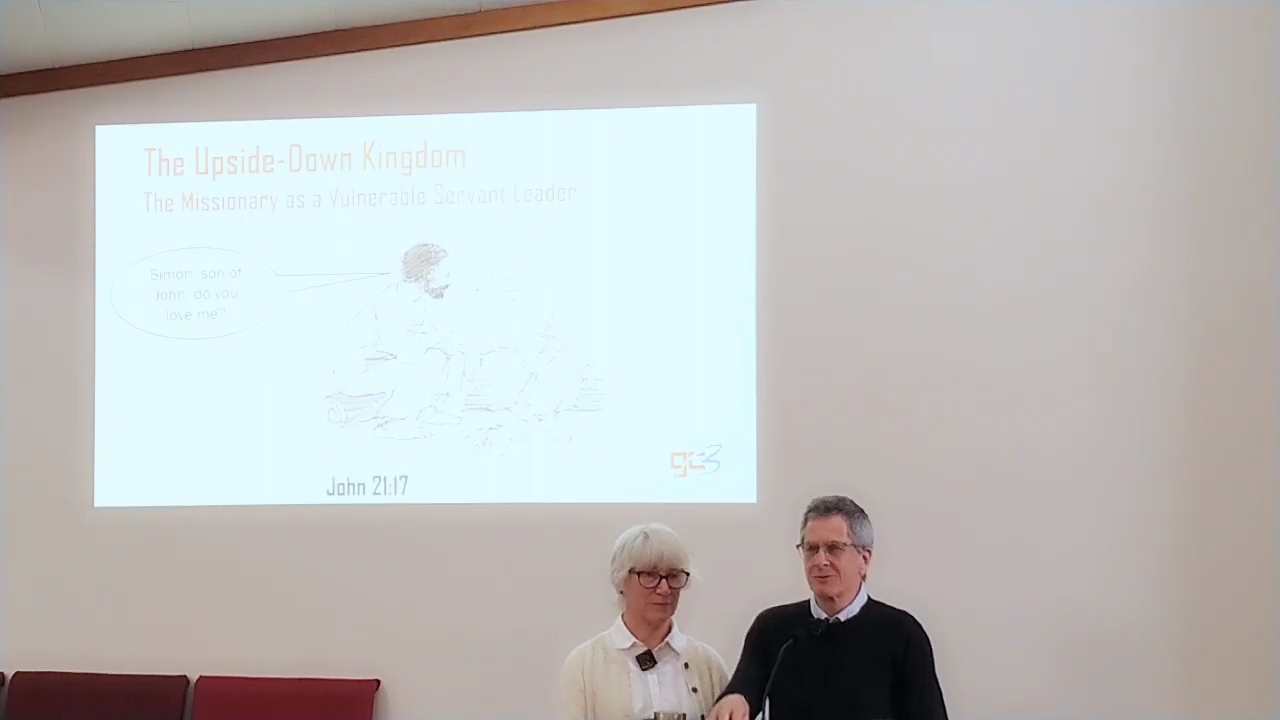 The Upside-Down Kingdom
The Missionary as a Vulnerable Servant Leader
Simon, son of
John, do you
love me?
gc3
John 21:17